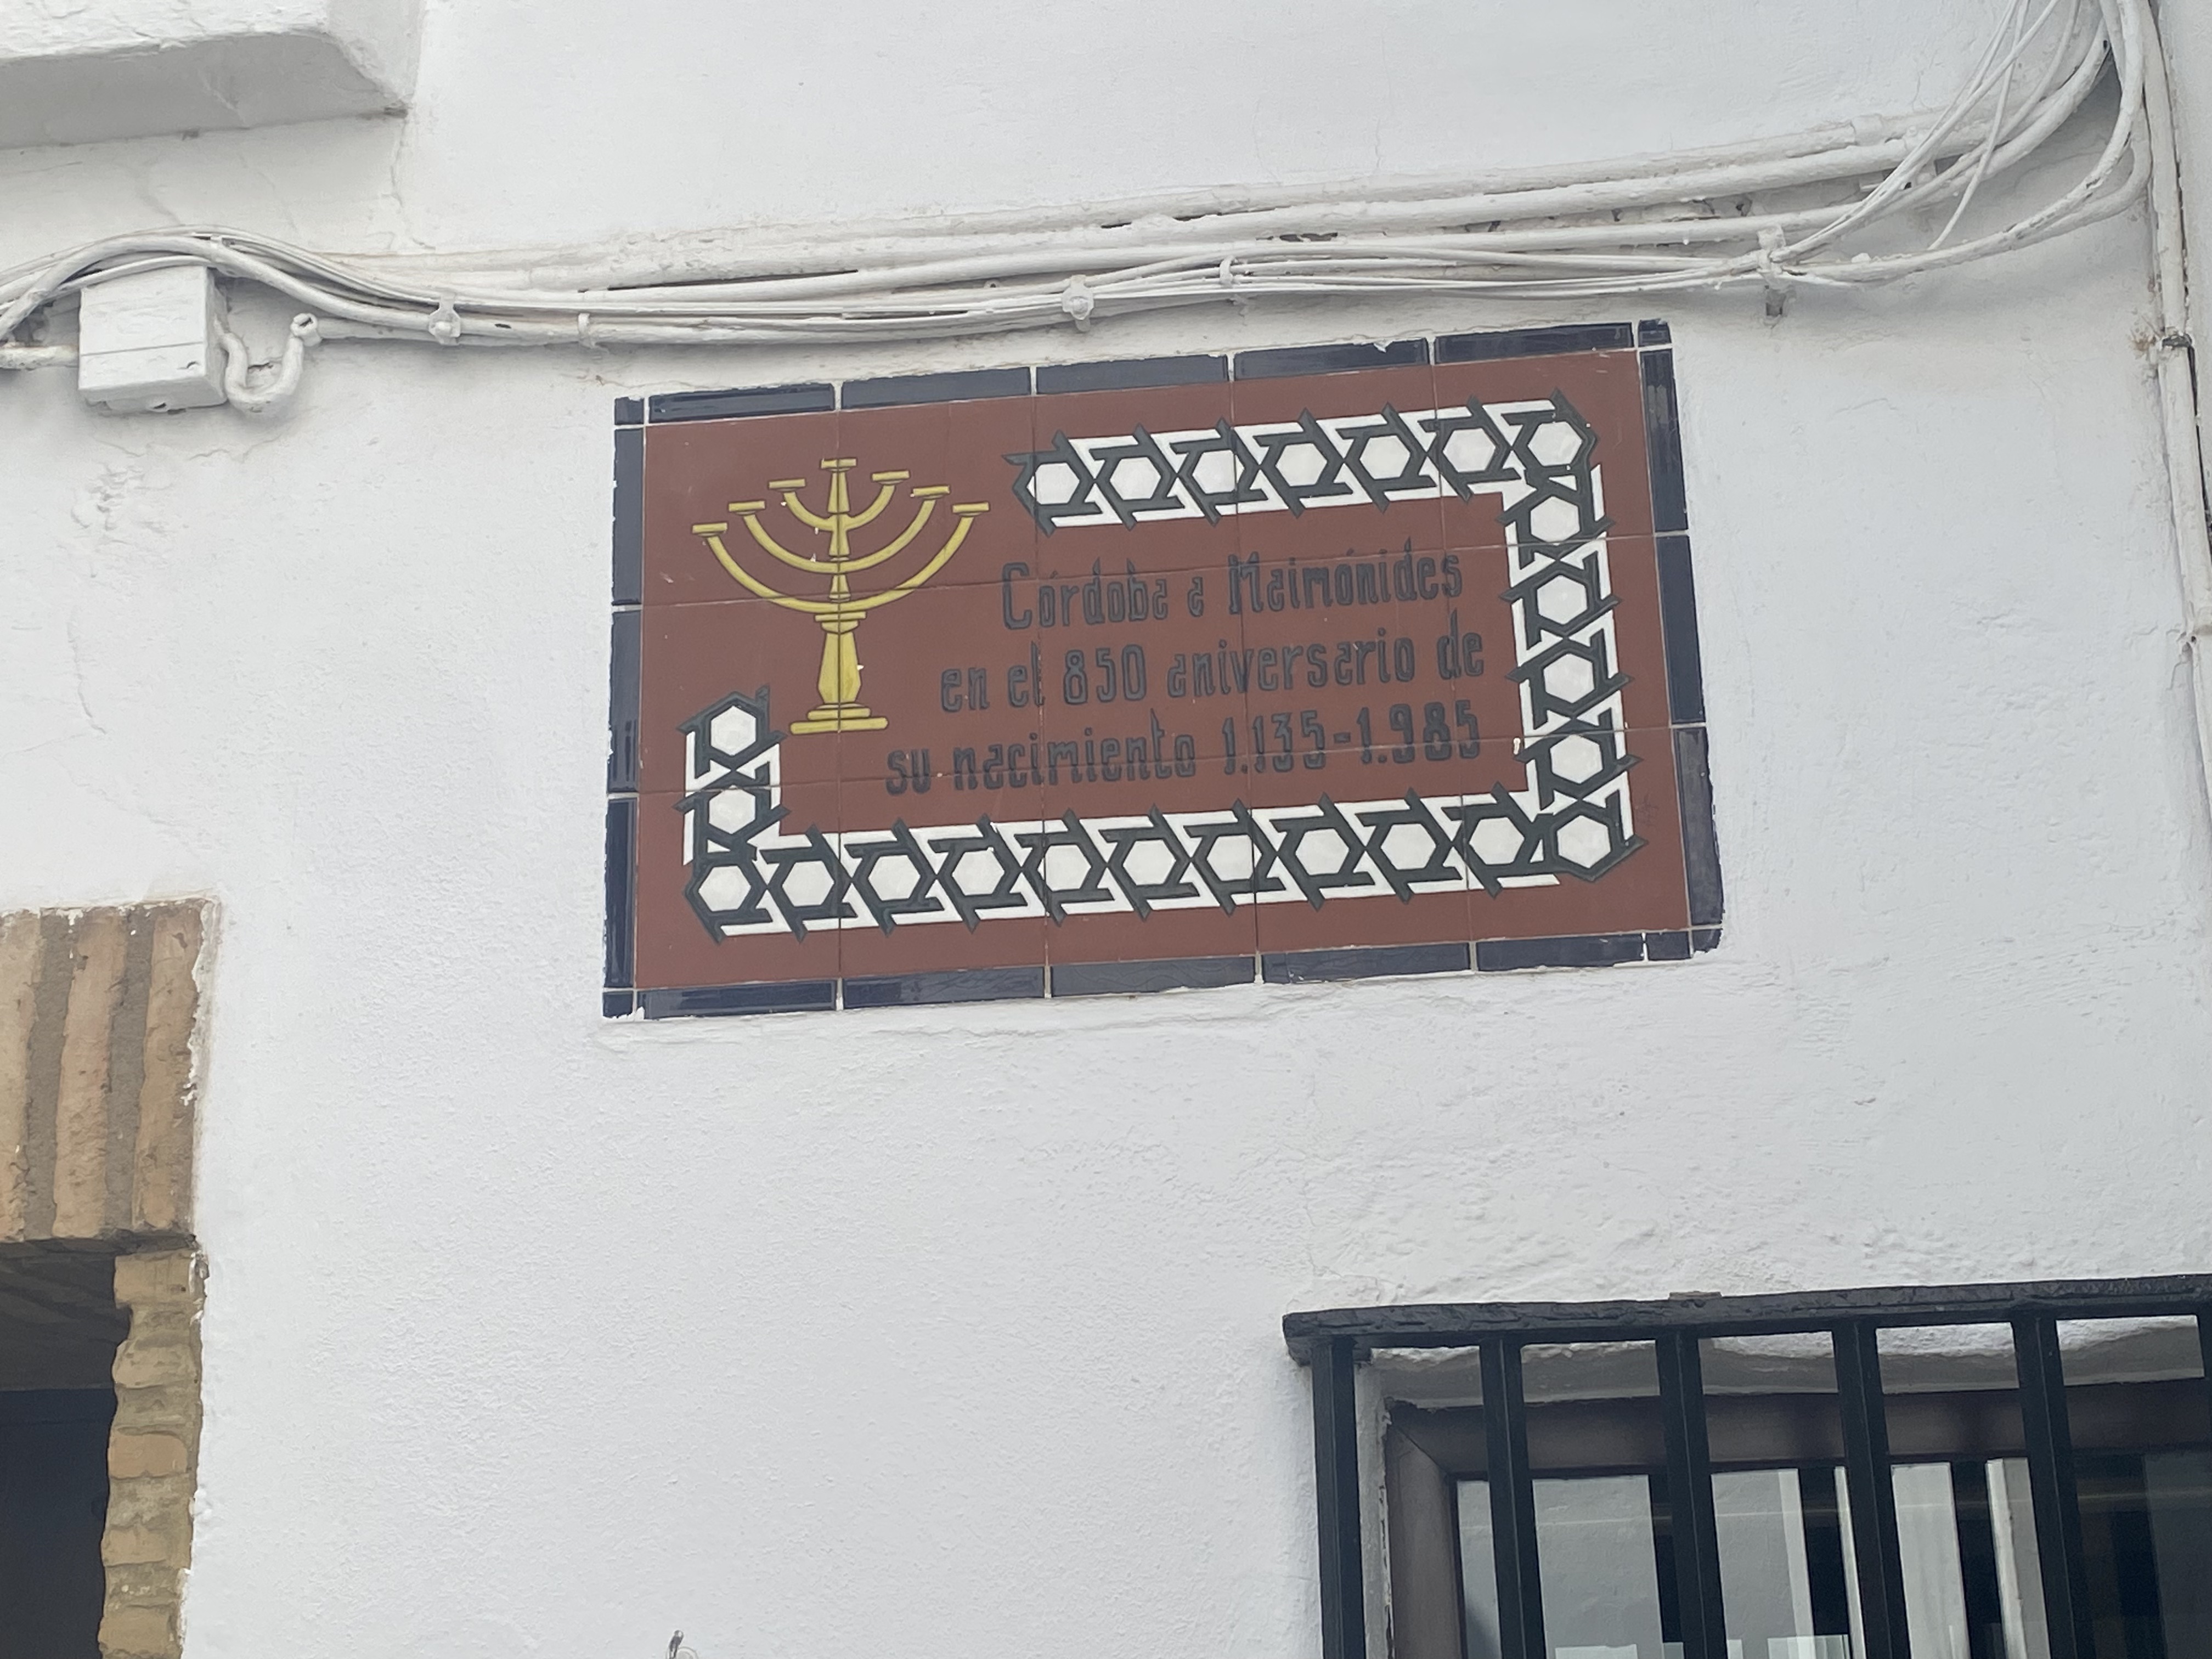 Córdoba a Maimónides
en el 850 aniversario de
su nacimiento 1.135-1.985